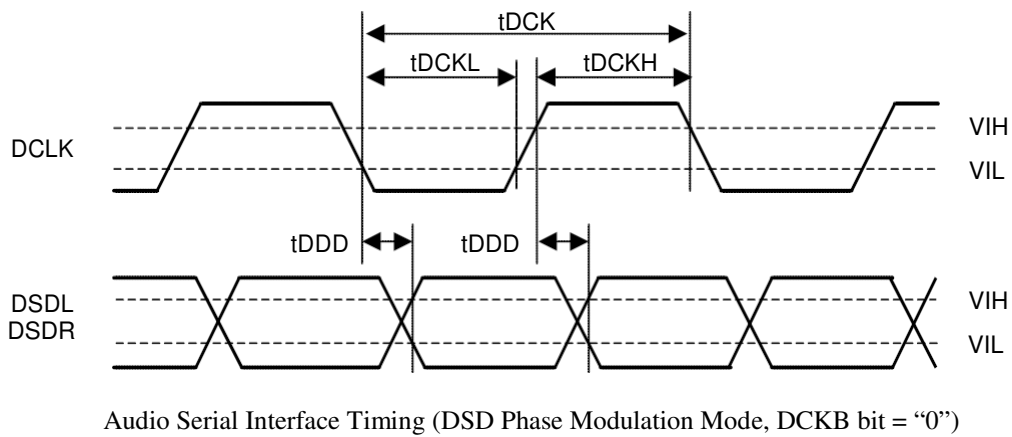 tDCK
tDCKL tDCKH
DCLK
VIH
VIL
tDDD tDDD
DSDL
DSDR
VIH
VIL
Audio Serial Interface Timing (DSD Phase Modulation Mode, DCKB bit = “0”)